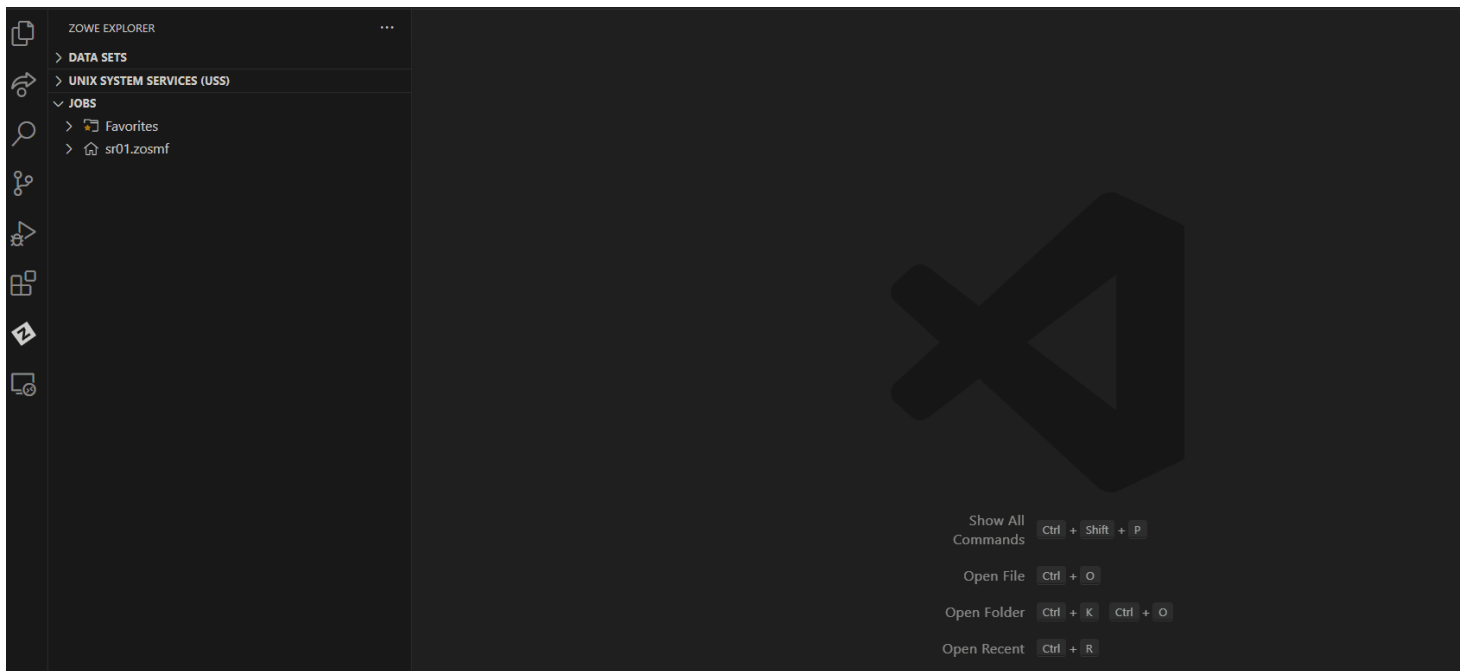 ZOWE EXPLORER
DATA SETS
UNIX SYSTEM SERVICES (USS)
JOBS
Favorites
sr01.zosmf
Show All Commands Ctrl + Shift + P
Open File Ctrl + O
Open Folder Ctrl + K Ctrl + O
Open Recent Ctrl + R